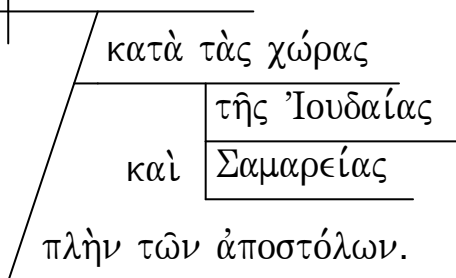 κατὰ τὰς χώρας
τῆς Ἰουδαίας
καὶ Σαμαρείας
πλὴν τῶν ἀποστόλων.